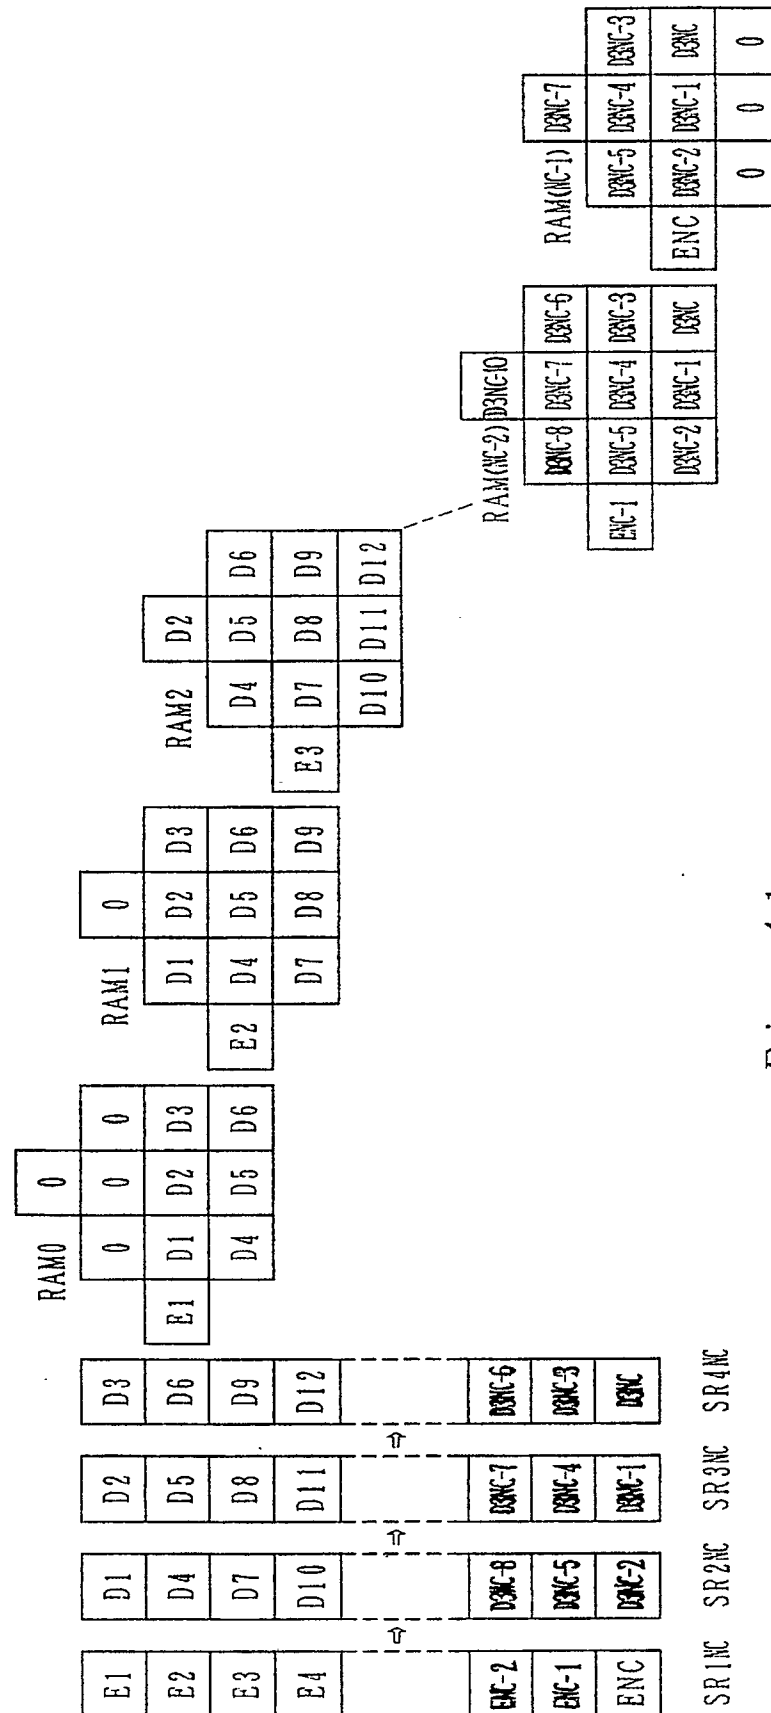 E1 D1 D2 D3
E2 D4 D5 D6
E3 D7 D8 D9
E4 D10 D11 D12
⇨ ⇨ ⇨
ENC-2 D3NC-8 D3NC-7 D3NC-6
ENC-1 D3NC-5 D3NC-4 D3NC-3
ENC D3NC-2 D3NC-1 D3NC
SR1NC SR2NC SR3NC SR4NC
RAM0 0
0 0 0
E1 D1 D2 D3
D4 D5 D6
RAM1 0
D1 D2 D3
E2 D4 D5 D6
D7 D8 D9
RAM2 D2
D4 D5 D6
E3 D7 D8 D9
D10 D11 D12
RAM(NC-2) D3NC-10
D3NC-8 D3NC-7 D3NC-6
ENC-1 D3NC-5 D3NC-4 D3NC-3
D3NC-2 D3NC-1 D3NC
RAM(NC-1) D3NC-7
D3NC-5 D3NC-4 D3NC-3
ENC D3NC-2 D3NC-1 D3NC
0 0 0